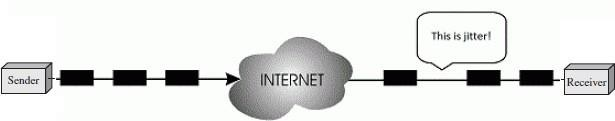 This is jitter!
Sender
INTERNET
Receiver